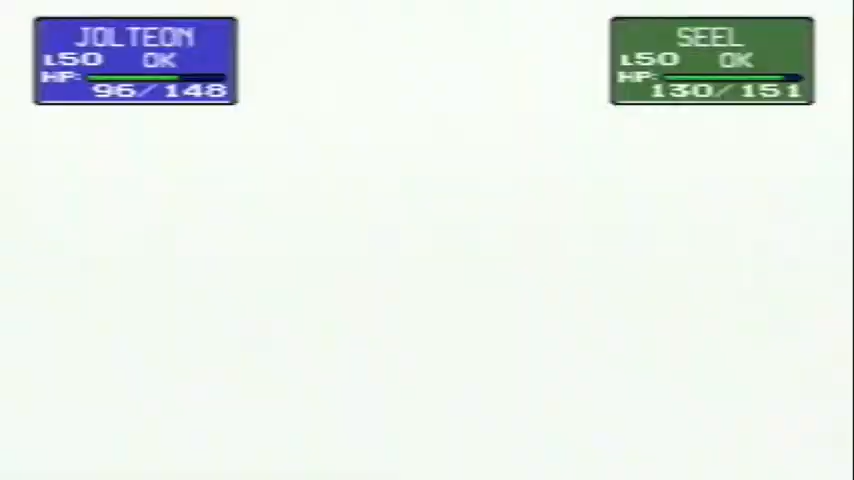 JOLTEON
L50 OK
HP:
96/148
SEEL
L50 OK
HP:
130/151